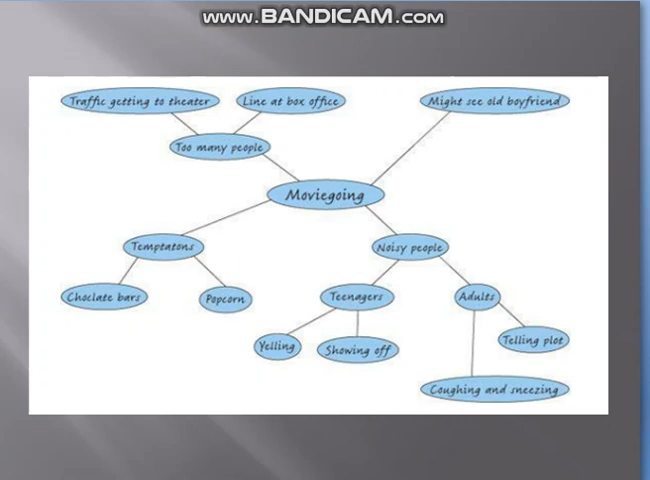 www.BANDICAM.com
Traffic getting to theater
Line at box office
Might see old boyfriend
Too many people
Moviegoing
Temptatons
Noisy people
Choclate bars
Popcorn
Teenagers
Adults
Yelling
Showing off
Telling plot
Coughing and sneezing